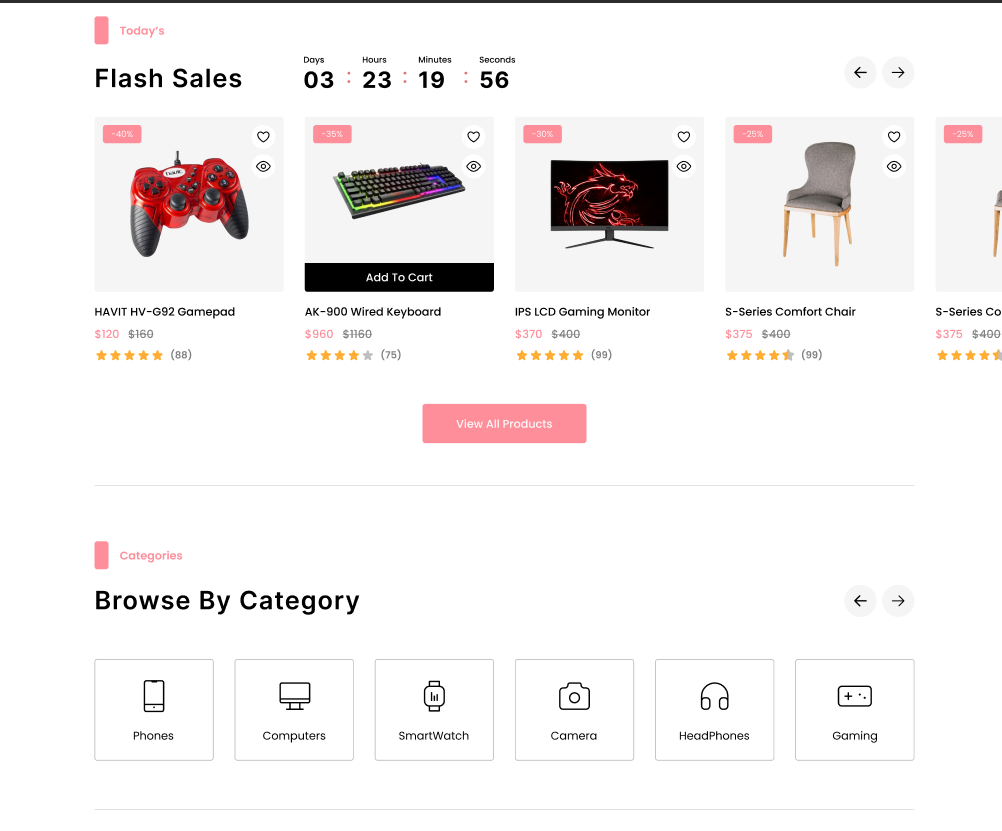 Today's
Flash Sales
Days Hours Minutes Seconds
03 : 23 : 19 : 56
-40% -35% -30% -25% -25%
havit
Add To Cart
HAVIT HV-G92 Gamepad AK-900 Wired Keyboard IPS LCD Gaming Monitor S-Series Comfort Chair S-Series Co
$120 $160 $960 $1160 $370 $400 $375 $400 $375 $400
(88) (75) (99) (99)
View All Products
Categories
Browse By Category
Phones Computers SmartWatch Camera HeadPhones Gaming